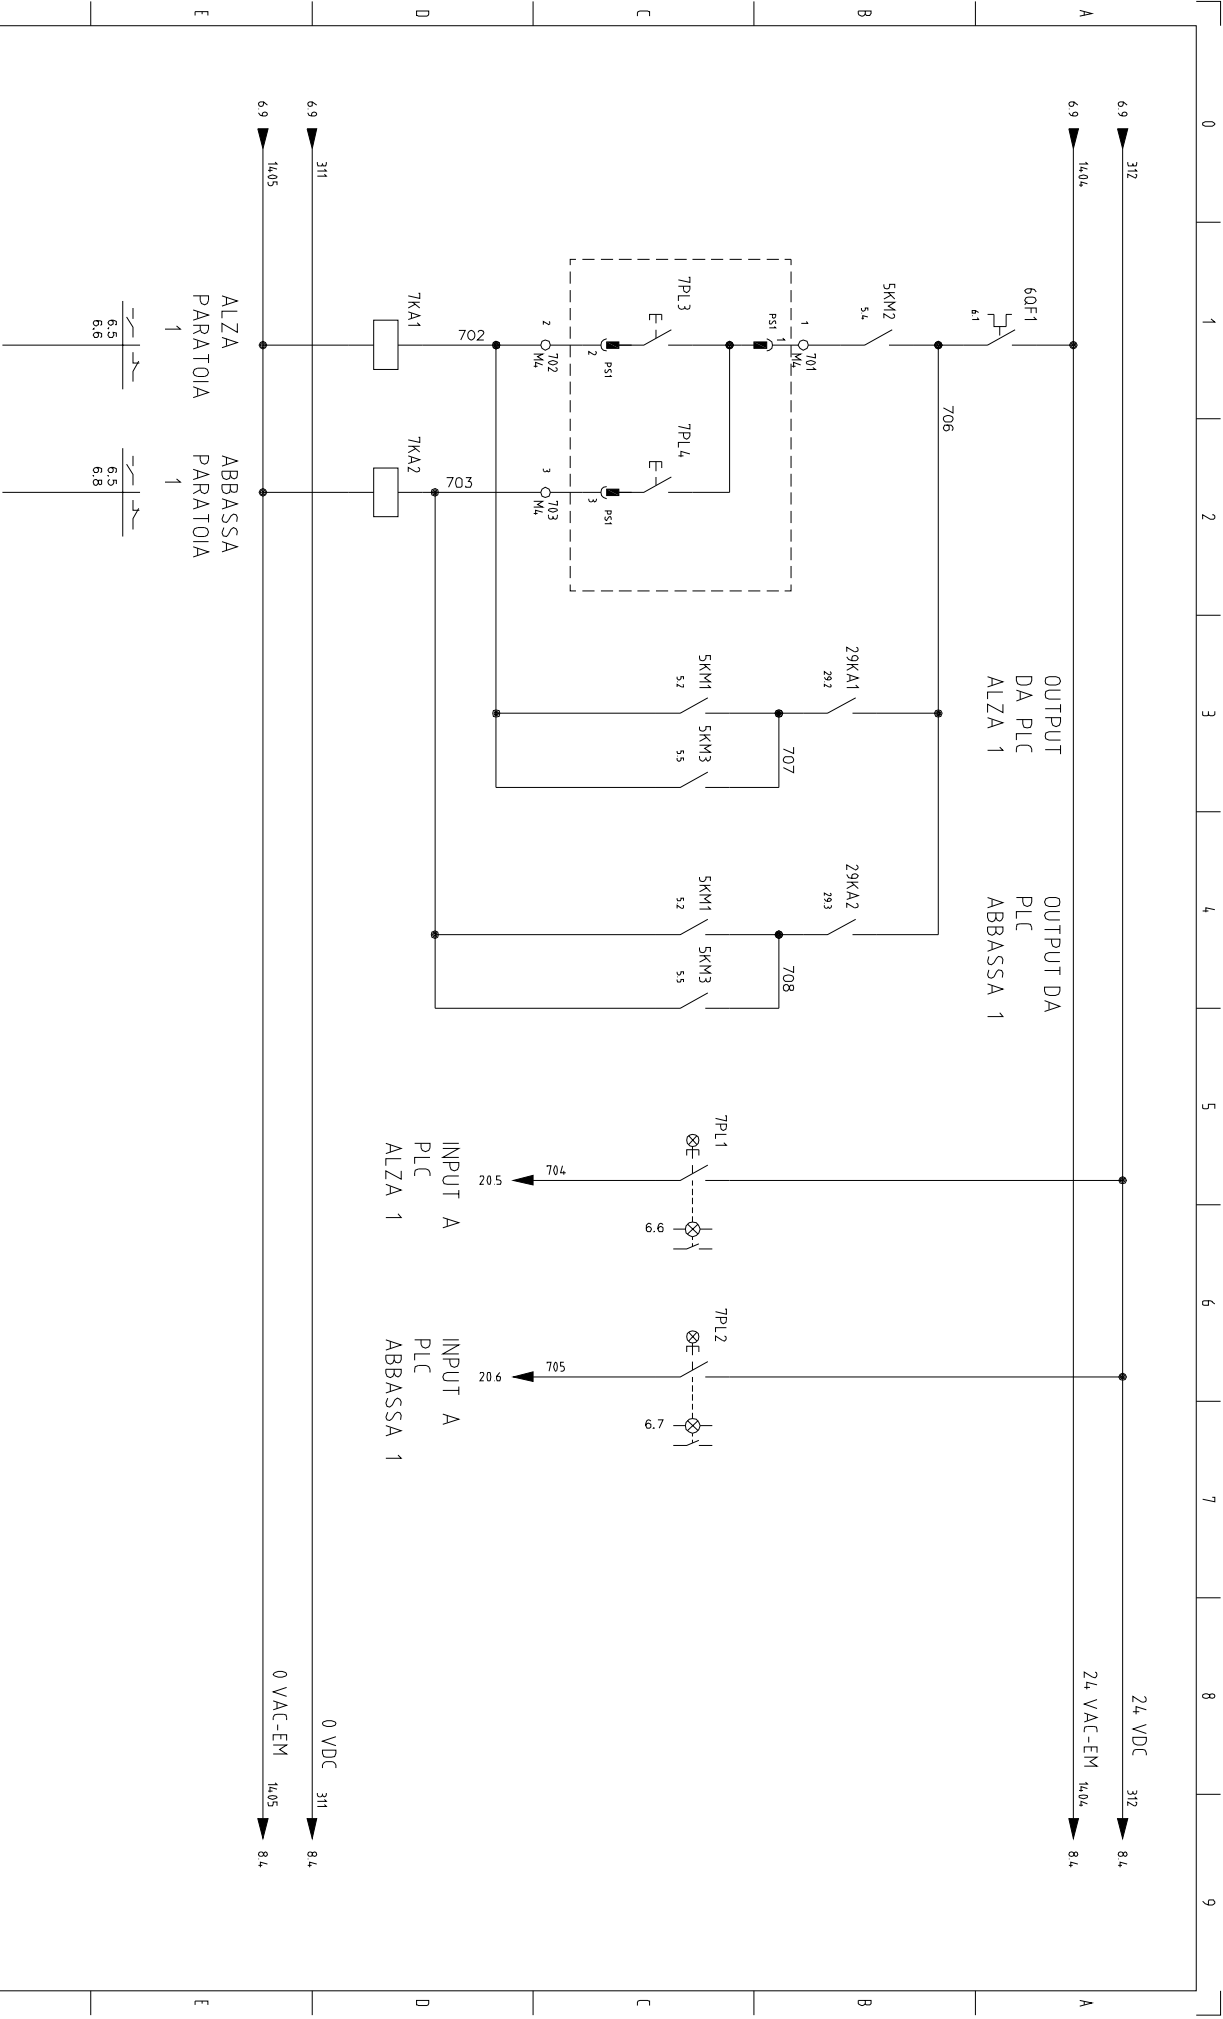 0
1
2
3
4
5
6
7
8
9
A
A
B
B
C
C
D
D
E
E
6.9
312
24 VDC
312
8.4
6.9
1404
24 VAC-EM
1404
8.4
6QF1
6.1
OUTPUT
DA PLC
ALZA 1
OUTPUT DA
PLC
ABBASSA 1
706
5KM2
5.4
29KA1
29.2
29KA2
29.3
1
701
M4
PS1
1
707
708
7PL3
7PL4
5KM1
5.2
5KM3
5.5
5KM1
5.2
5KM3
5.5
7PL1
6.6
7PL2
6.7
2
PS1
3
PS1
2
702
M4
3
703
M4
704
20.5
705
20.6
702
703
INPUT A
PLC
ALZA 1
INPUT A
PLC
ABBASSA 1
7KA1
7KA2
6.9
311
0 VDC
311
8.4
6.9
1405
0 VAC-EM
1405
8.4
ALZA
PARATOIA
1
ABBASSA
PARATOIA
1
6.5
6.6
6.5
6.8